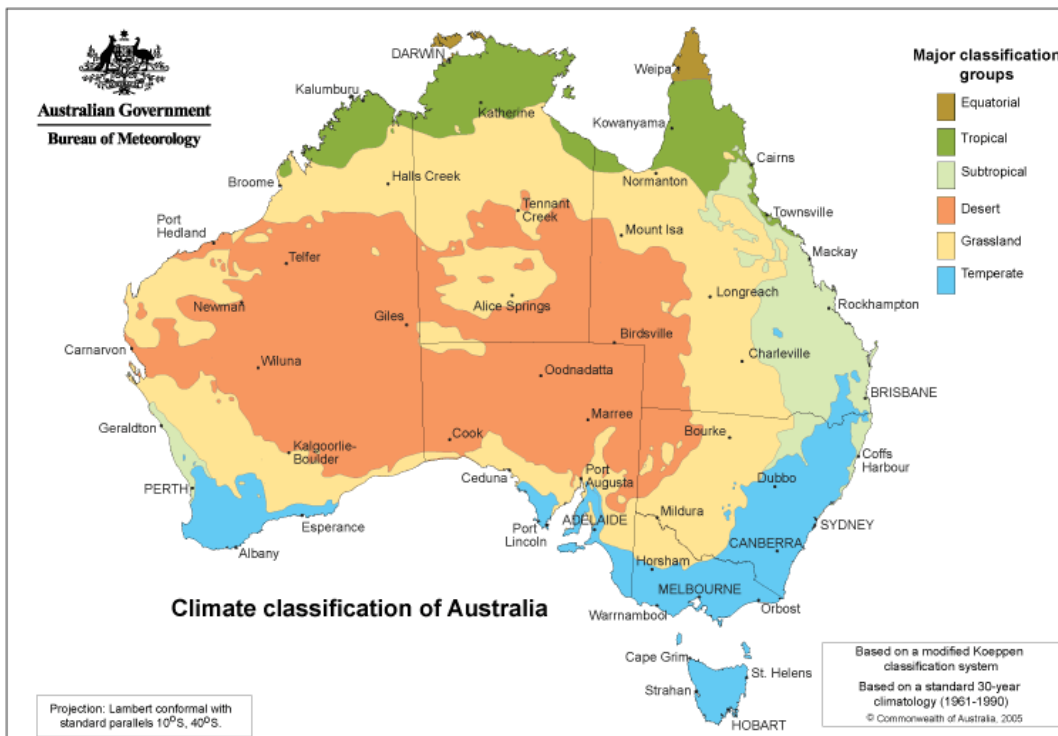 Australian Government
Bureau of Meteorology
DARWIN
Weipa
Major classification
groups
Equatorial
Tropical
Subtropical
Desert
Grassland
Temperate
Kalumburu
Katherine
Kowanyama
Cairns
Broome
Halls Creek
Normanton
Port
Hedland
Tennant
Creek
Townsville
Mount Isa
Mackay
Telfer
Newman
Alice Springs
Longreach
Rockhampton
Giles
Birdsville
Carnarvon
Wiluna
Oodnadatta
Charleville
BRISBANE
Geraldton
Marree
Bourke
Kalgoorlie-
Boulder
Cook
Coffs
Harbour
Ceduna
Port
Augusta
Dubbo
PERTH
Mildura
Esperance
Port
Lincoln
ADELAIDE
SYDNEY
CANBERRA
Albany
Horsham
MELBOURNE
Climate classification of Australia
Warrnambool
Orbost
Cape Grim
St. Helens
Strahan
HOBART
Based on a modified Koeppen
classification system
Based on a standard 30-year
climatology (1961-1990)
© Commonwealth of Australia, 2005
Projection: Lambert conformal with
standard parallels 10°S, 40°S.